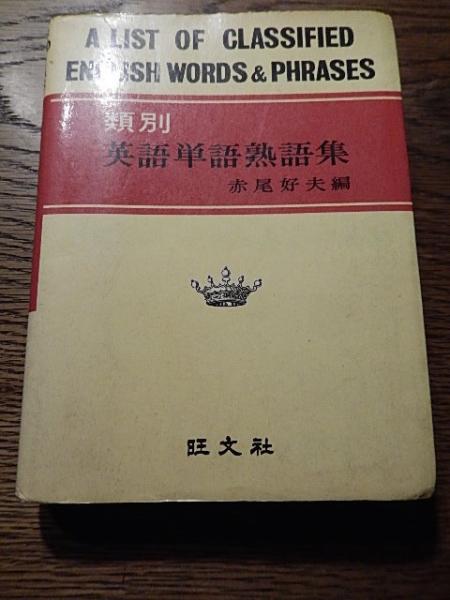 A LIST OF CLASSIFIED
ENGLISH WORDS & PHRASES
類別
英語単語熟語集
赤尾好夫編
旺文社